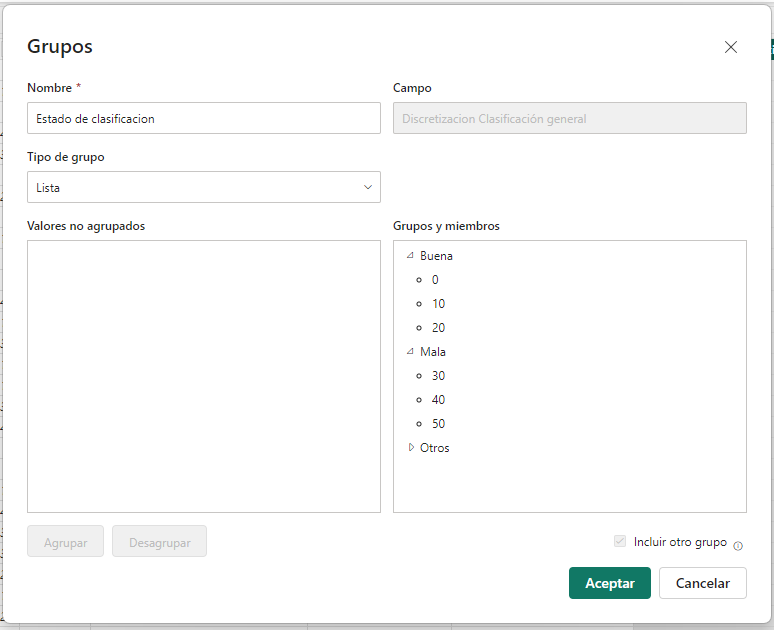 Grupos
Nombre *
Campo
Estado de clasificacion
Discretizacion Clasificación general
Tipo de grupo
Lista
Valores no agrupados
Grupos y miembros
Buena
0
10
20
Mala
30
40
50
Otros
Agrupar
Desagrupar
Incluir otro grupo
Aceptar
Cancelar